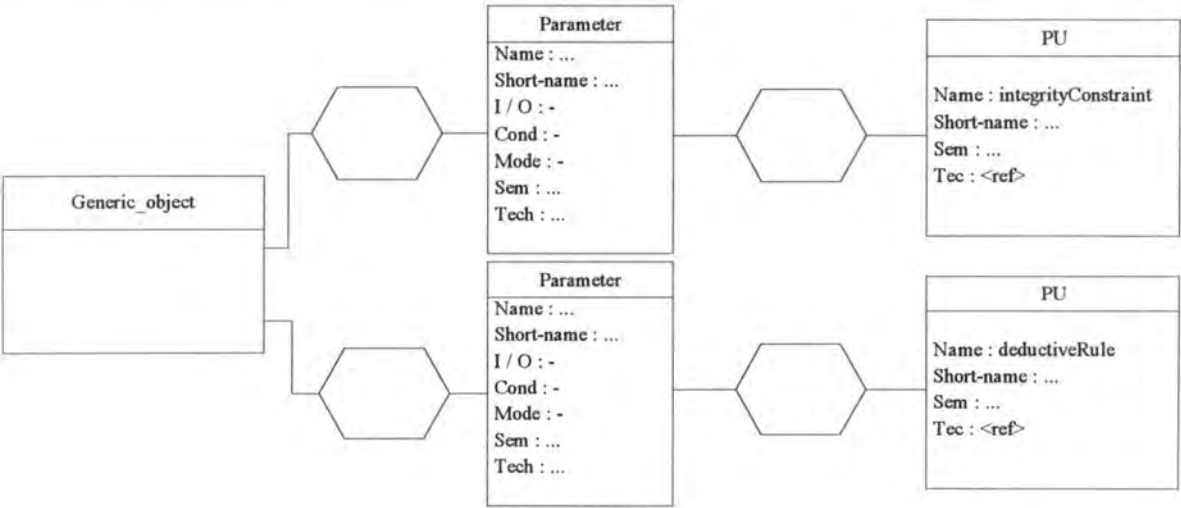 Generic_object
Parameter
Name : ...
Short-name : ...
I / O : -
Cond : -
Mode : -
Sem : ...
Tech : ...
PU
Name : integrityConstraint
Short-name : ...
Sem : ...
Tec : <ref>
Parameter
Name : ...
Short-name : ...
I / O : -
Cond : -
Mode : -
Sem : ...
Tech : ...
PU
Name : deductiveRule
Short-name : ...
Sem : ...
Tec : <ref>